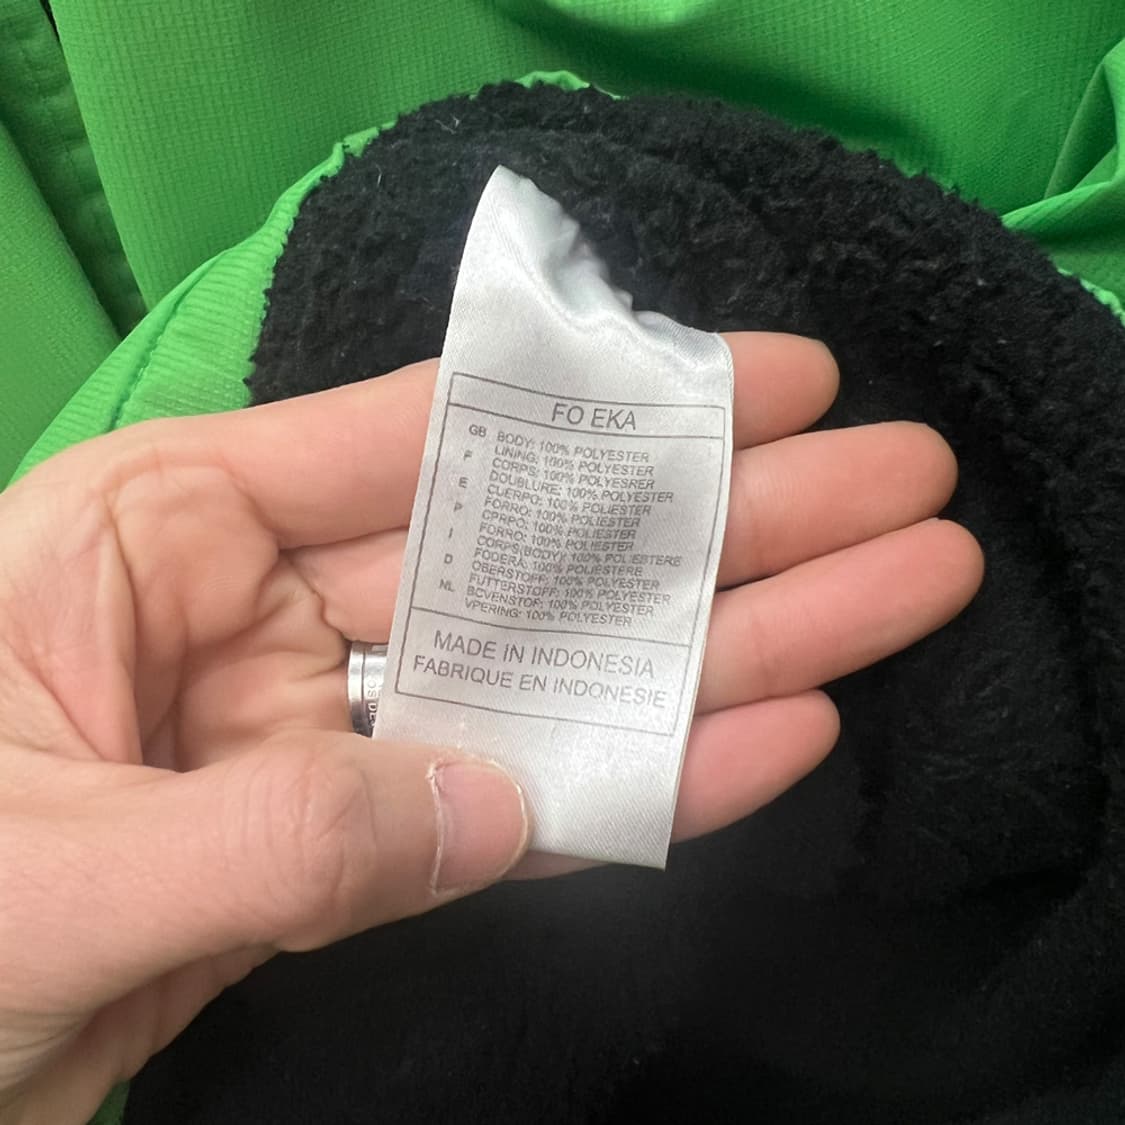 FO EKA
GB BODY: 100% POLYESTER
LINING: 100% POLYESTER
F CORPS: 100% POLYESRER
DOUBLURE: 100% POLYESTER
E CUERPO: 100% POLIESTER
FORRO: 100% POLIESTER
P CPRPO: 100% POLIESTER
FORRO: 100% POLIESTER
I CORPS(BODY): 100% POLIESTERE
FODERA: 100% POLIESTERE
D OBERSTOFF: 100% POLYESTER
FUTTERSTOFF: 100% POLYESTER
NL BCVENSTOF: 100% POLYESTER
VPERING: 100% POLYESTER
MADE IN INDONESIA
FABRIQUE EN INDONESIE